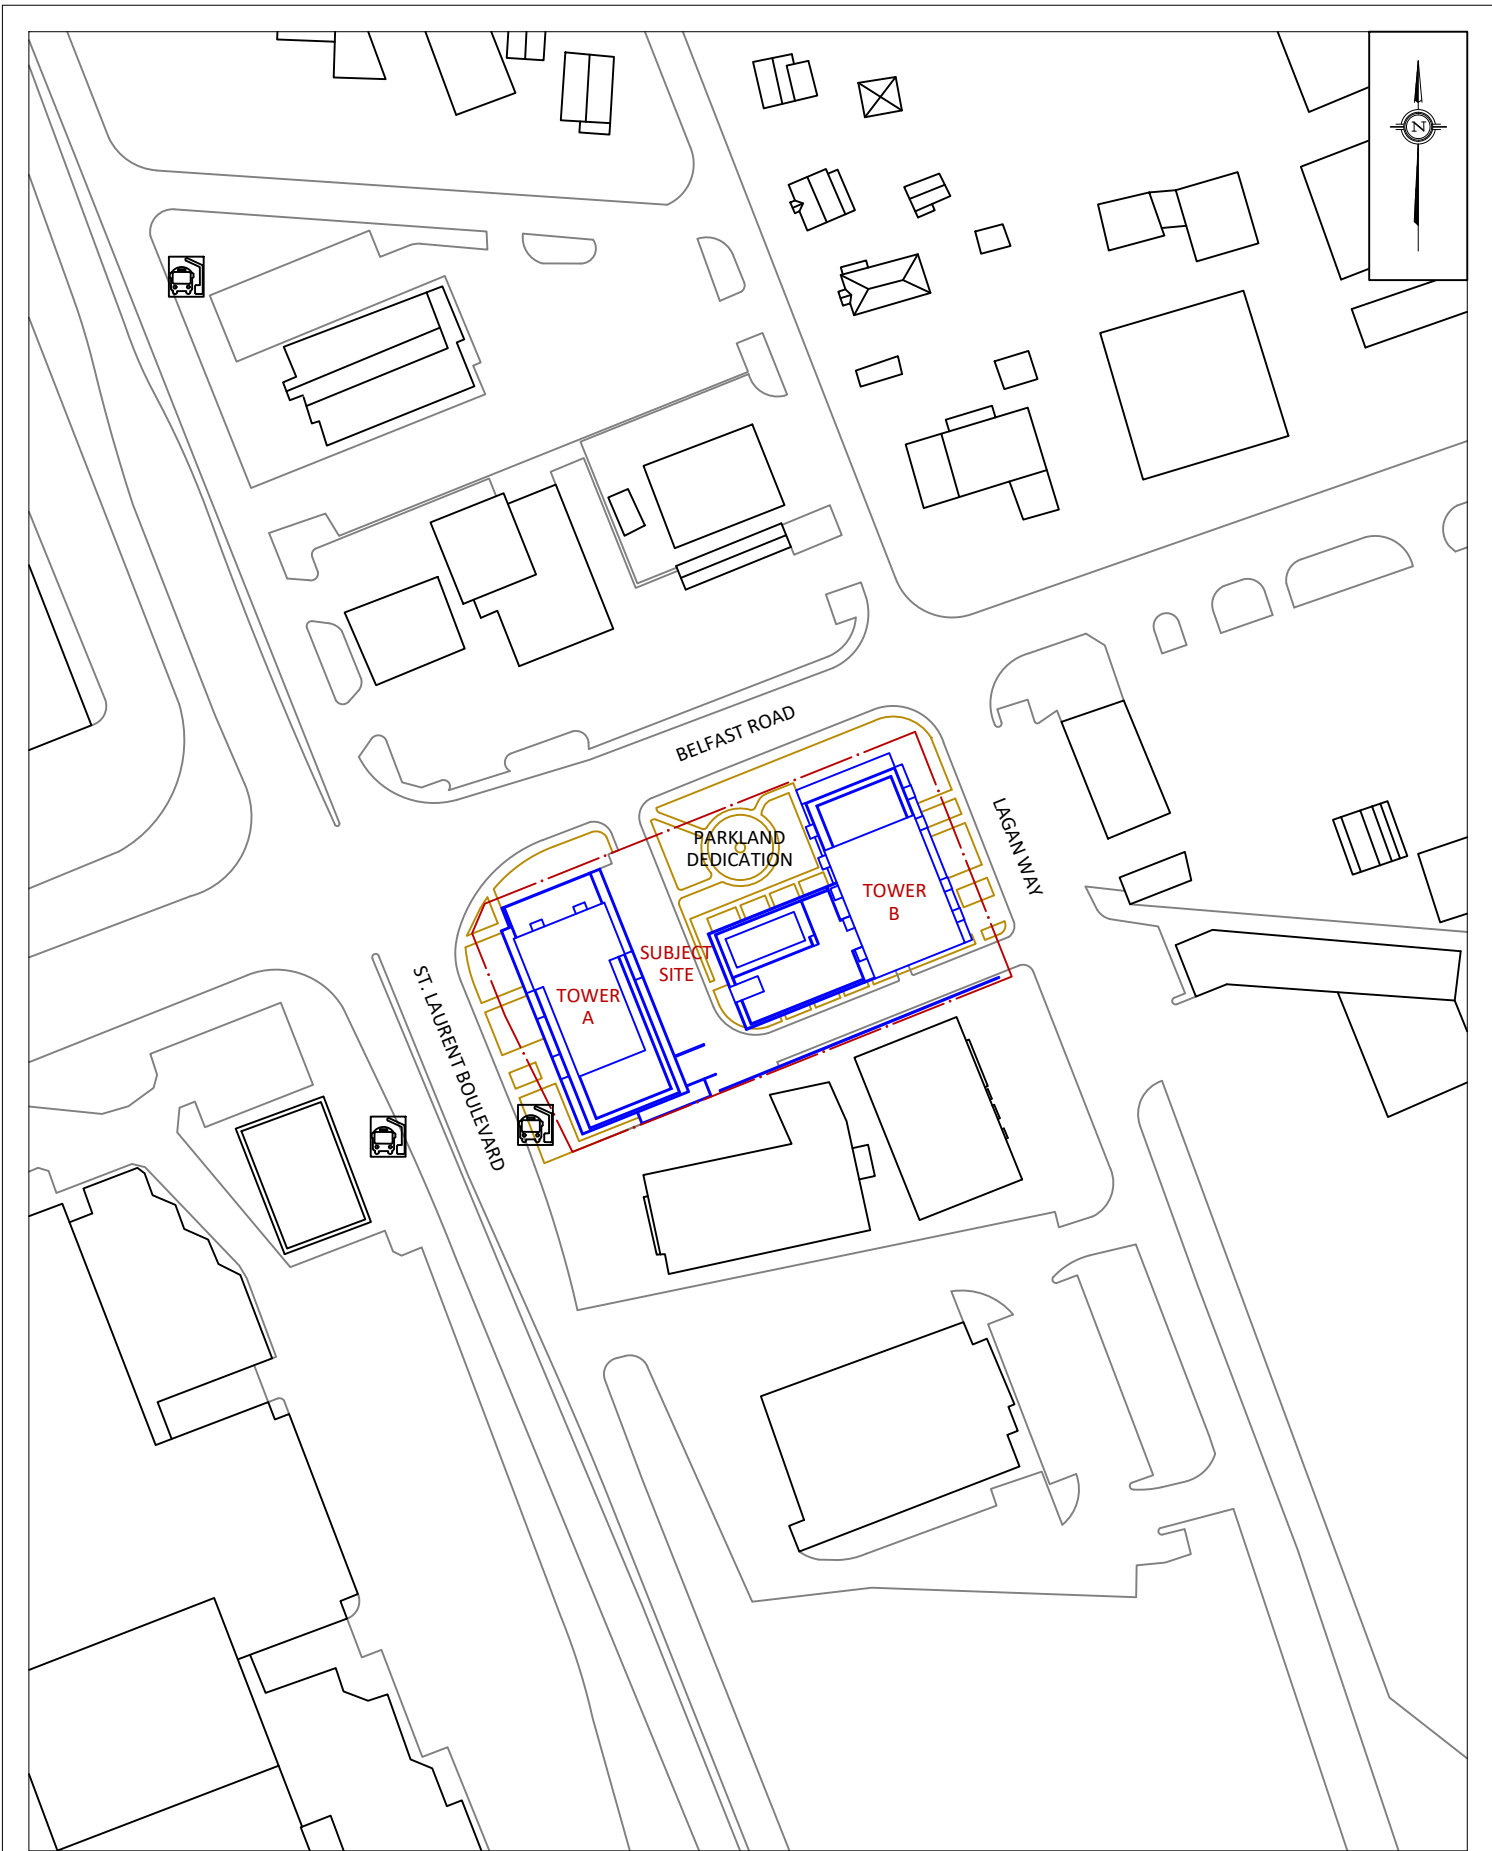 N
BELFAST ROAD
PARKLAND
DEDICATION
LAGAN WAY
TOWER
B
SUBJECT
SITE
TOWER
A
ST. LAURENT BOULEVARD